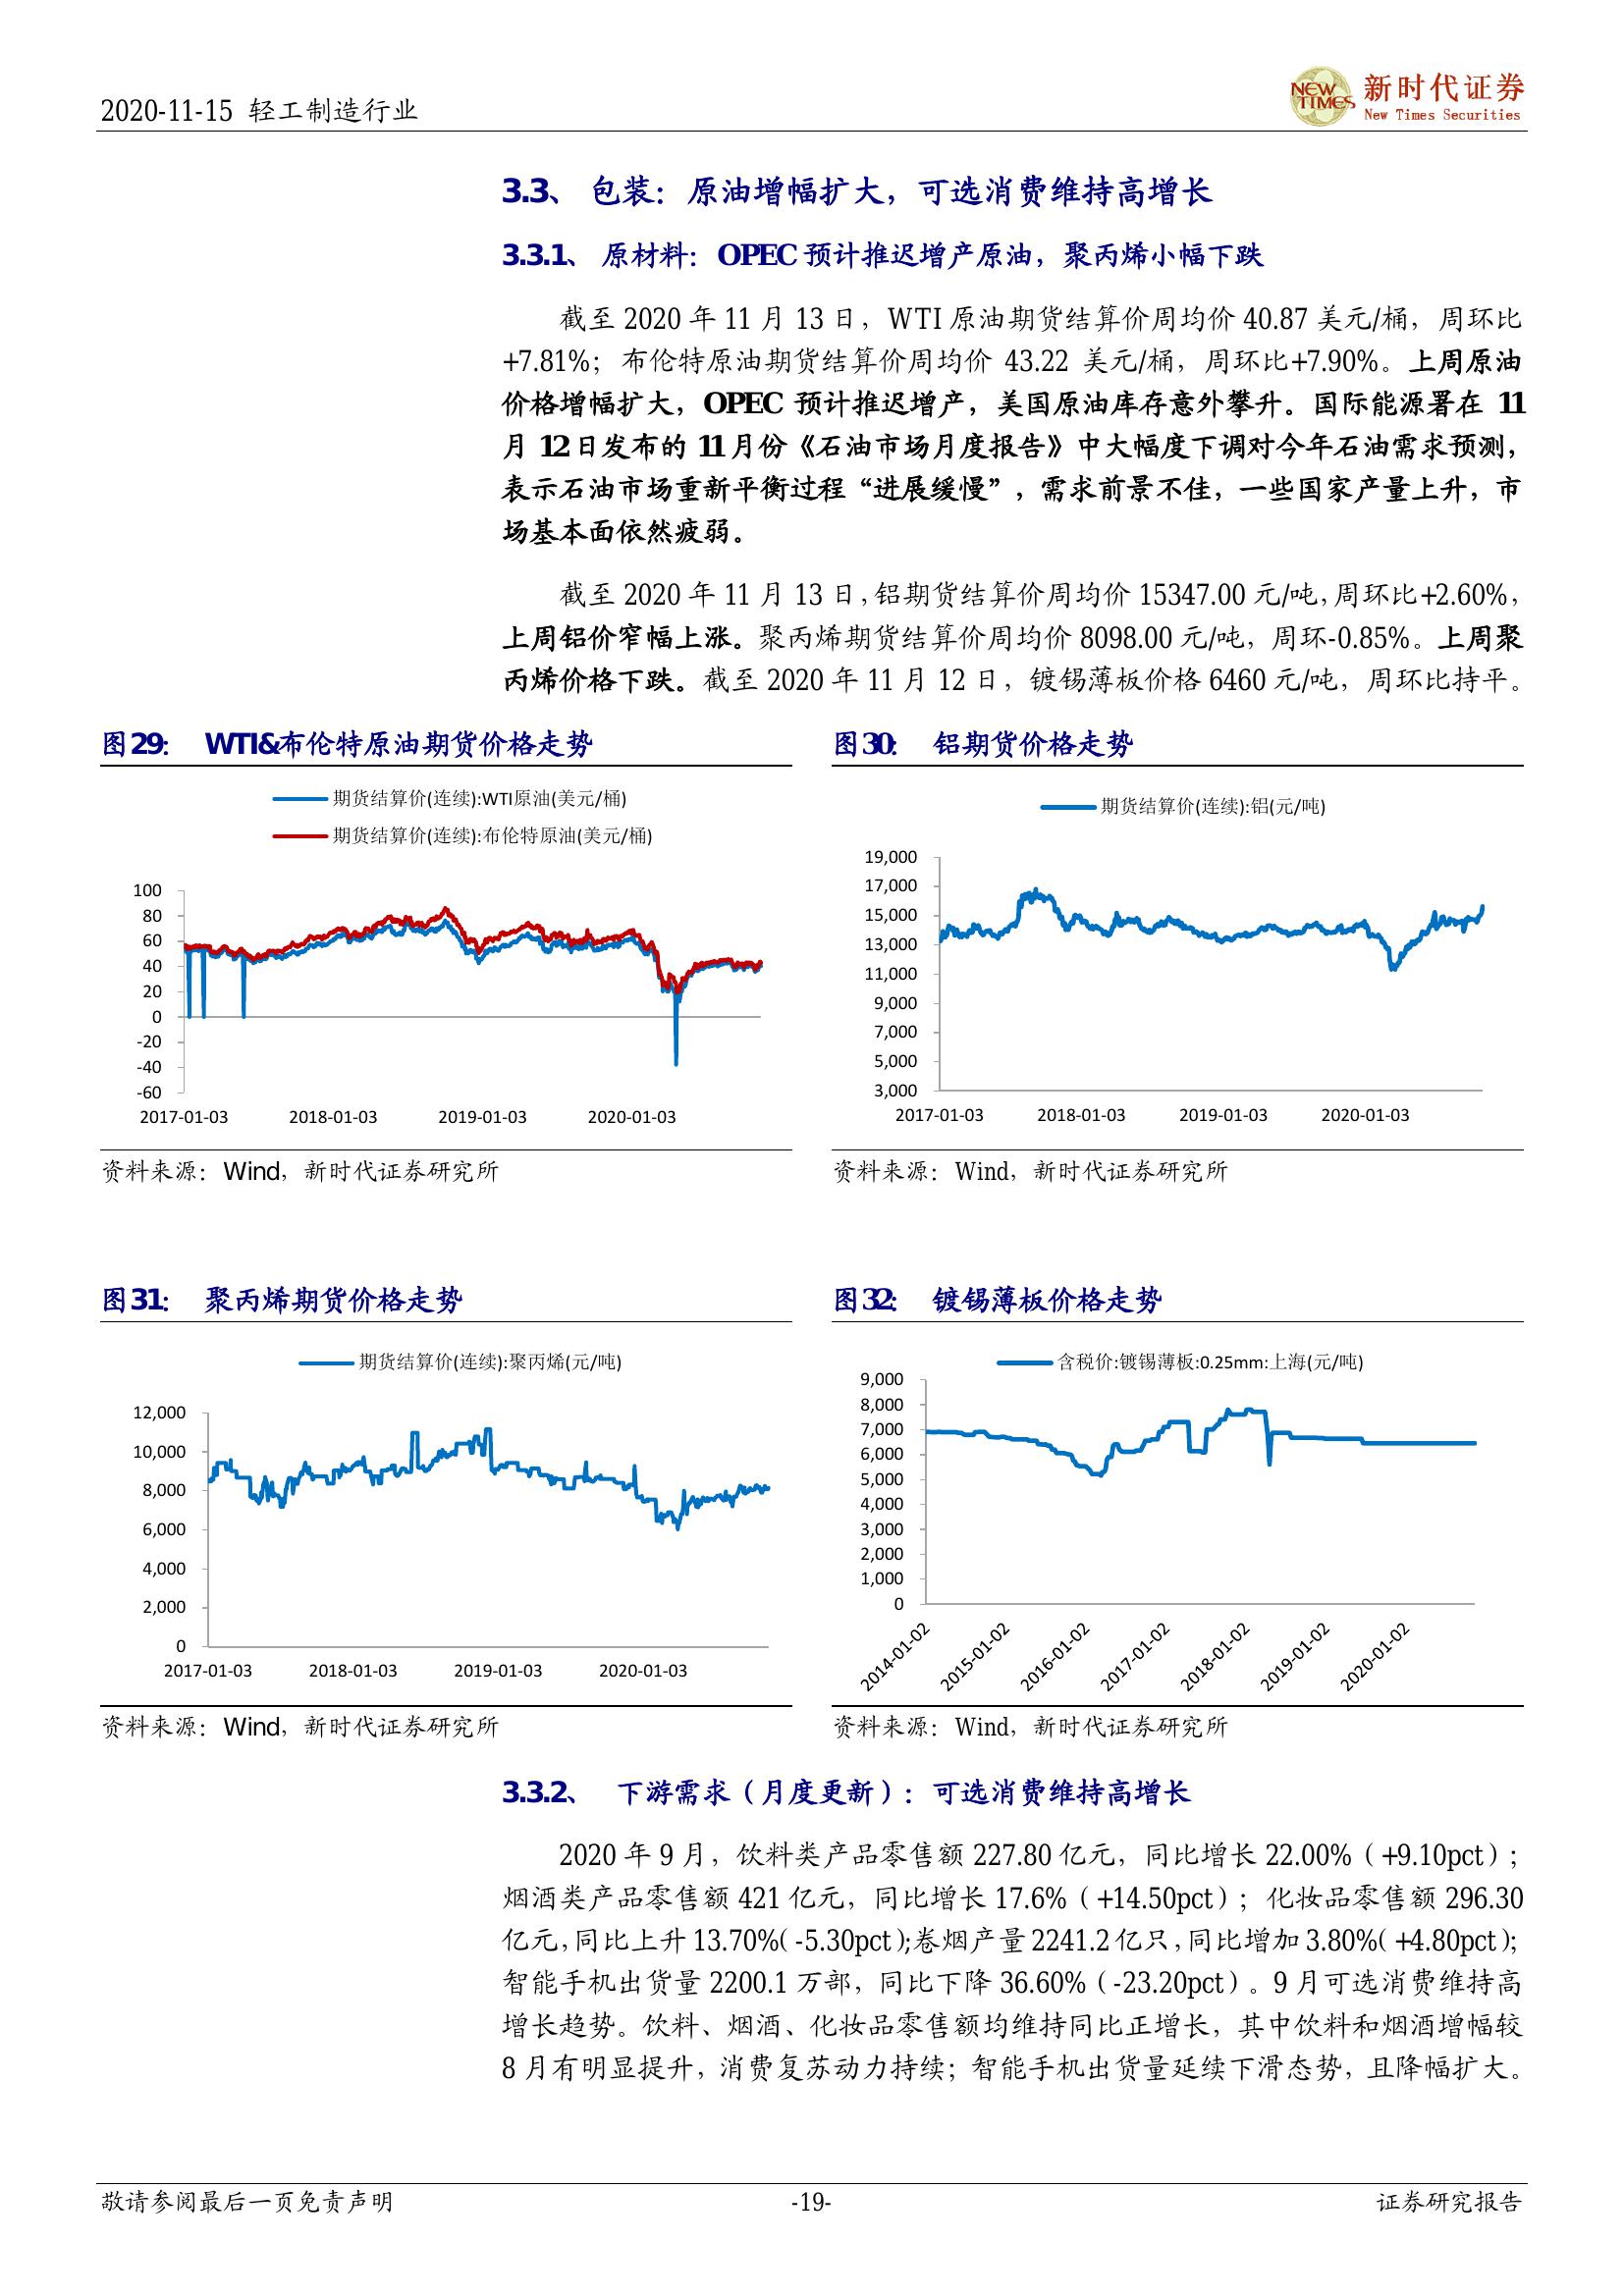 2020-11-15 轻工制造行业
NEW TIMES
新时代证券
New Times Securities
3.3、 包装：原油增幅扩大，可选消费维持高增长
3.3.1、 原材料：OPEC 预计推迟增产原油，聚丙烯小幅下跌
截至 2020 年 11 月 13 日，WTI 原油期货结算价周均价 40.87 美元/桶，周环比
+7.81%；布伦特原油期货结算价周均价 43.22 美元/桶，周环比+7.90%。上周原油
价格增幅扩大，OPEC 预计推迟增产，美国原油库存意外攀升。国际能源署在 11
月 12 日发布的 11 月份《石油市场月度报告》中大幅度下调对今年石油需求预测，
表示石油市场重新平衡过程“进展缓慢”，需求前景不佳，一些国家产量上升，市
场基本面依然疲弱。
截至 2020 年 11 月 13 日，铝期货结算价周均价 15347.00 元/吨，周环比+2.60%，
上周铝价窄幅上涨。聚丙烯期货结算价周均价 8098.00 元/吨，周环-0.85%。上周聚
丙烯价格下跌。截至 2020 年 11 月 12 日，镀锡薄板价格 6460 元/吨，周环比持平。
图29： WTI&布伦特原油期货价格走势
期货结算价(连续):WTI原油(美元/桶)
期货结算价(连续):布伦特原油(美元/桶)
100
80
60
40
20
0
-20
-40
-60
2017-01-03 2018-01-03 2019-01-03 2020-01-03
资料来源：Wind，新时代证券研究所
图30： 铝期货价格走势
期货结算价(连续):铝(元/吨)
19,000
17,000
15,000
13,000
11,000
9,000
7,000
5,000
3,000
2017-01-03 2018-01-03 2019-01-03 2020-01-03
资料来源：Wind，新时代证券研究所
图31： 聚丙烯期货价格走势
期货结算价(连续):聚丙烯(元/吨)
12,000
10,000
8,000
6,000
4,000
2,000
0
2017-01-03 2018-01-03 2019-01-03 2020-01-03
资料来源：Wind，新时代证券研究所
图32： 镀锡薄板价格走势
含税价:镀锡薄板:0.25mm:上海(元/吨)
9,000
8,000
7,000
6,000
5,000
4,000
3,000
2,000
1,000
0
2014-01-02 2015-01-02 2016-01-02 2017-01-02 2018-01-02 2019-01-02 2020-01-02
资料来源：Wind，新时代证券研究所
3.3.2、 下游需求（月度更新）：可选消费维持高增长
2020 年 9 月，饮料类产品零售额 227.80 亿元，同比增长 22.00%（+9.10pct）；
烟酒类产品零售额 421 亿元，同比增长 17.6%（+14.50pct）；化妆品零售额 296.30
亿元，同比上升 13.70%（-5.30pct）；卷烟产量 2241.2 亿只，同比增加 3.80%（+4.80pct）；
智能手机出货量 2200.1 万部，同比下降 36.60%（-23.20pct）。9 月可选消费维持高
增长趋势。饮料、烟酒、化妆品零售额均维持同比正增长，其中饮料和烟酒增幅较
8 月有明显提升，消费复苏动力持续；智能手机出货量延续下滑态势，且降幅扩大。
敬请参阅最后一页免责声明 -19- 证券研究报告